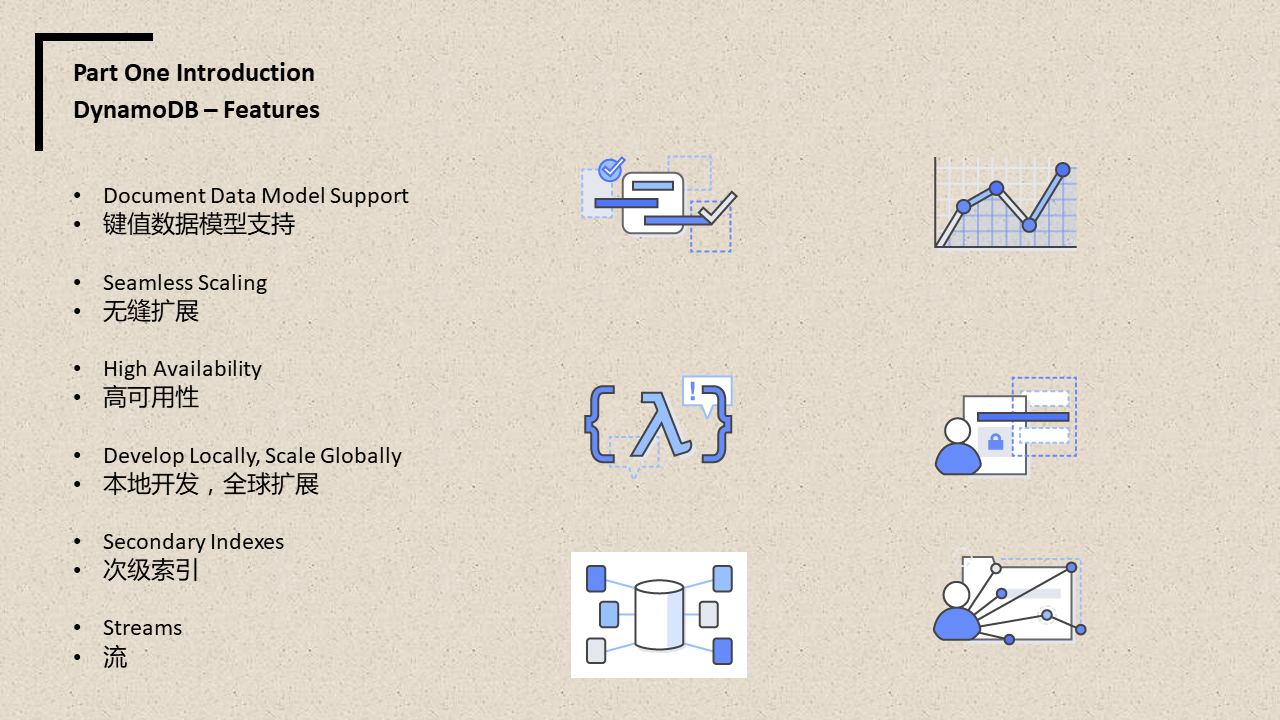 Part One Introduction
DynamoDB – Features
• Document Data Model Support
• 键值数据模型支持
• Seamless Scaling
• 无缝扩展
• High Availability
• 高可用性
• Develop Locally, Scale Globally
• 本地开发，全球扩展
• Secondary Indexes
• 次级索引
• Streams
• 流
{ λ }
!